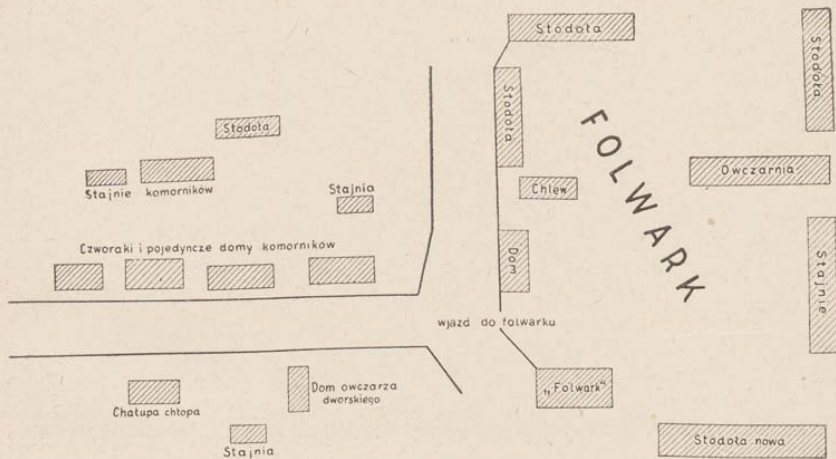 Stodoła
Stodoła
Stodoła
FOLWARK
Stodoła
Stajnie komorników
Stajnia
Chlew
Owczarnia
Czworaki i pojedyncze domy komorników
Dom
Stajnie
wjazd do folwarku
„Folwark"
Chałupa chłopa
Dom owczarza
dworskiego
Stajnia
Stodoła nowa